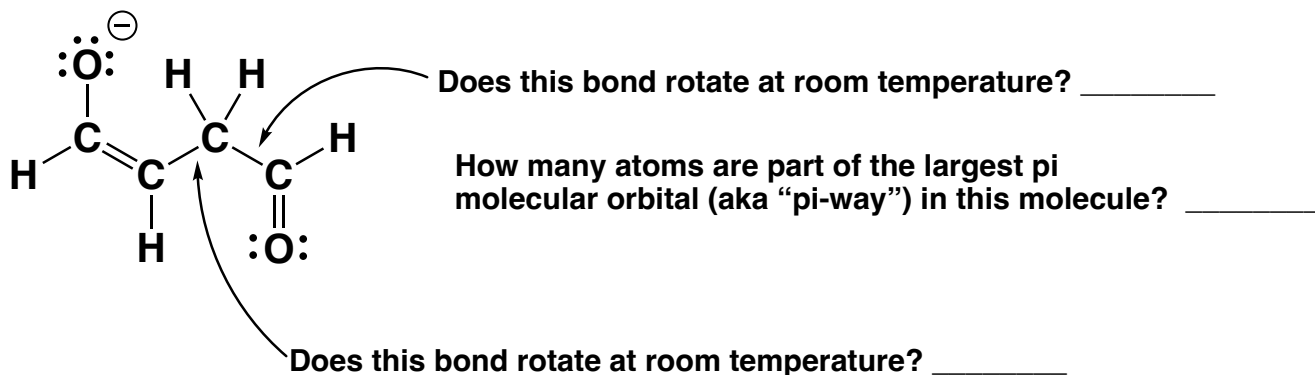 :O: −
H H
Does this bond rotate at room temperature? ________
C C H
H C C
How many atoms are part of the largest pi
molecular orbital (aka “pi-way”) in this molecule? ________
H :O:
Does this bond rotate at room temperature? ________